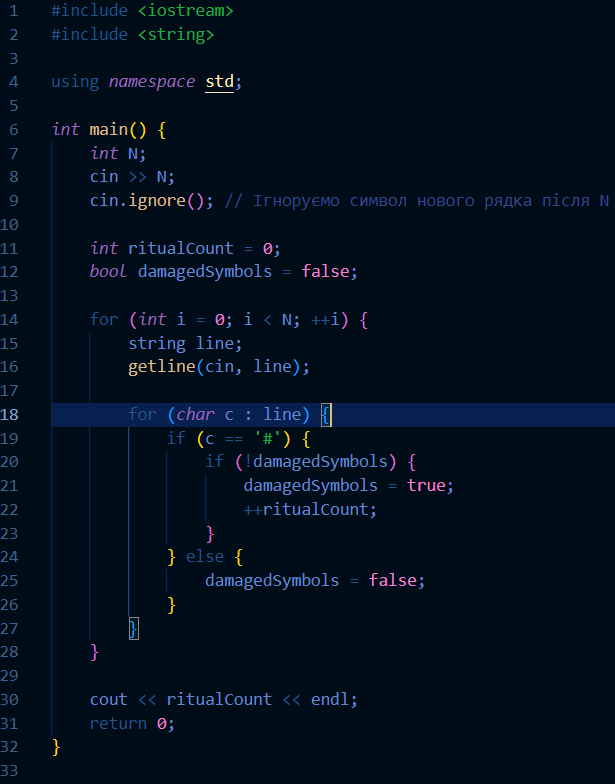 1 #include <iostream>
2 #include <string>
3
4 using namespace std;
5
6 int main() {
7     int N;
8     cin >> N;
9     cin.ignore(); // Ігноруємо символ нового рядка після N
10
11     int ritualCount = 0;
12     bool damagedSymbols = false;
13
14     for (int i = 0; i < N; ++i) {
15         string line;
16         getline(cin, line);
17
18         for (char c : line) {
19             if (c == '#') {
20                 if (!damagedSymbols) {
21                     damagedSymbols = true;
22                     ++ritualCount;
23                 }
24             } else {
25                 damagedSymbols = false;
26             }
27         }
28     }
29
30     cout << ritualCount << endl;
31     return 0;
32 }
33